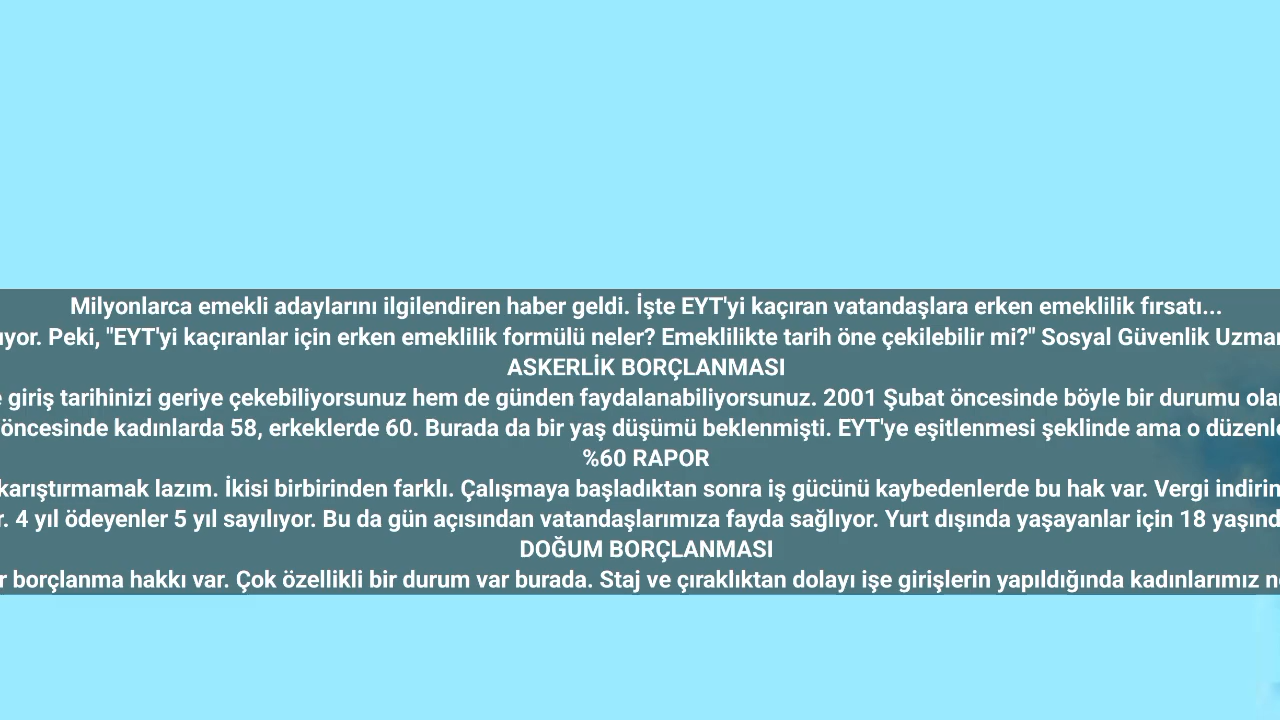 Milyonlarca emekli adaylarını ilgilendiren haber geldi. İşte EYT'yi kaçıran vatandaşlara erken emeklilik fırsatı...
Peki, "EYT'yi kaçıranlar için erken emeklilik formülü neler? Emeklilikte tarih öne çekilebilir mi?" Sosyal Güvenlik
ASKERLİK BORÇLANMASI
giriş tarihinizi geriye çekebiliyorsunuz hem de günden faydalanabiliyorsunuz. 2001 Şubat öncesinde böyle bir durumu
öncesinde kadınlarda 58, erkeklerde 60. Burada da bir yaş düşümü beklenmişti. EYT'ye eşitlenmesi şeklinde ama o
%60 RAPOR
karıştırmamak lazım. İkisi birbirinden farklı. Çalışmaya başladıktan sonra iş gücünü kaybedenlerde bu hak var. Vergi
4 yıl ödeyenler 5 yıl sayılıyor. Bu da gün açısından vatandaşlarımıza fayda sağlıyor. Yurt dışında yaşayanlar için 18
DOĞUM BORÇLANMASI
borçlanma hakkı var. Çok özellikli bir durum var burada. Staj ve çıraklıktan dolayı işe girişlerin yapıldığında kadınlarımız